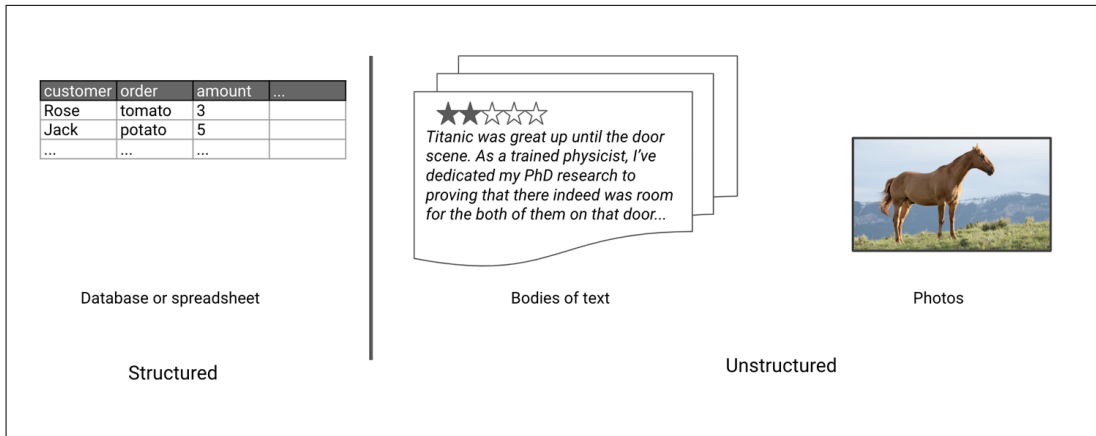 customer order amount ...
Rose tomato 3
Jack potato 5
... ... ...
Titanic was great up until the door
scene. As a trained physicist, I've
dedicated my PhD research to
proving that there indeed was room
for the both of them on that door...
Database or spreadsheet
Bodies of text
Photos
Structured
Unstructured